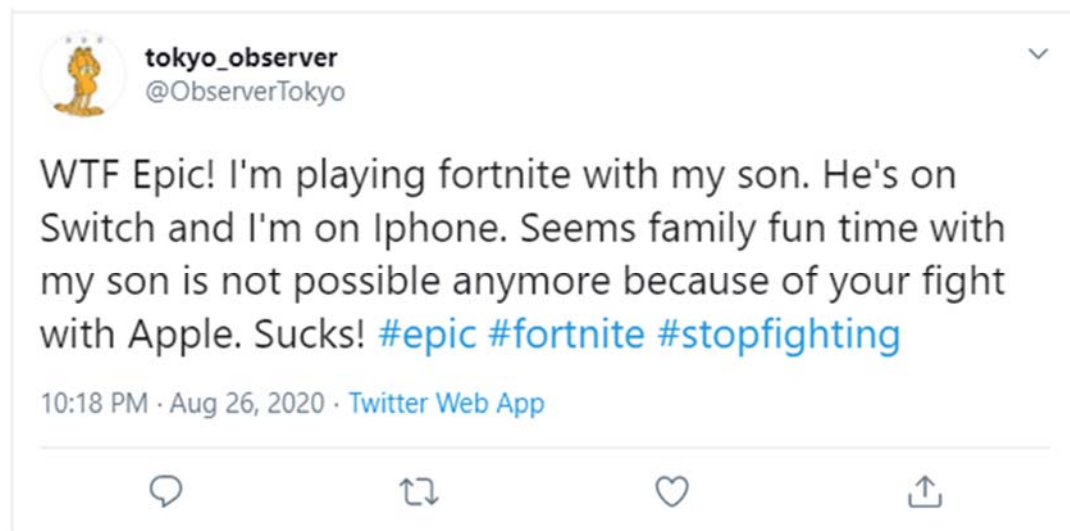 tokyo_observer
@ObserverTokyo
WTF Epic! I'm playing fortnite with my son. He's on
Switch and I'm on Iphone. Seems family fun time with
my son is not possible anymore because of your fight
with Apple. Sucks! #epic #fortnite #stopfighting
10:18 PM · Aug 26, 2020 · Twitter Web App